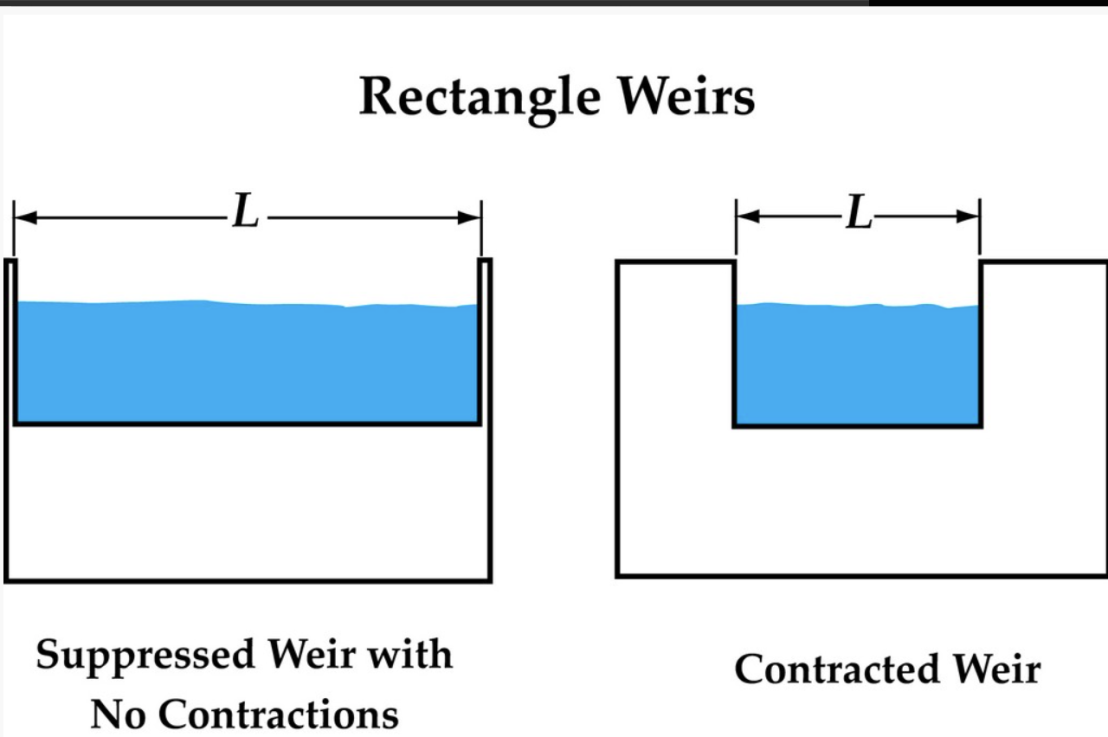 Rectangle Weirs
L
L
Suppressed Weir with
No Contractions
Contracted Weir